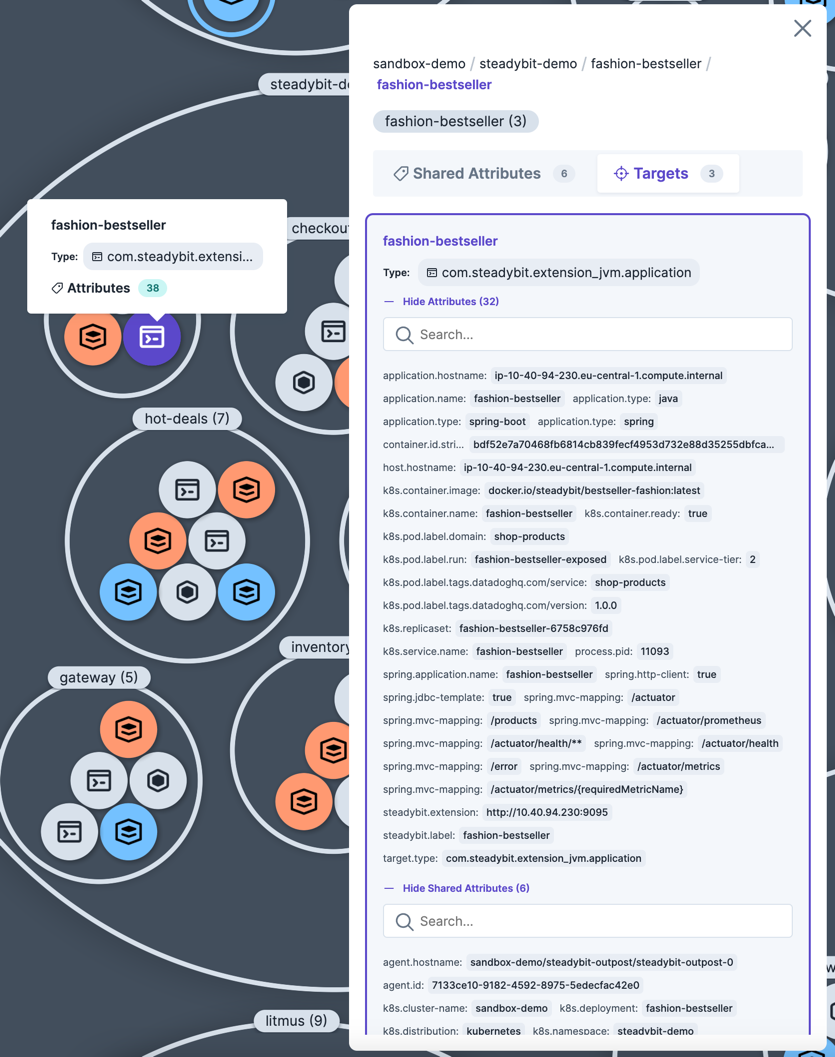 sandbox-demo / steadybit-demo / fashion-bestseller /
fashion-bestseller
fashion-bestseller (3)
Shared Attributes 6
Targets 3
fashion-bestseller
Type: com.steadybit.extension_jvm.application
— Hide Attributes (32)
Search...
application.hostname: ip-10-40-94-230.eu-central-1.compute.internal
application.name: fashion-bestseller application.type: java
application.type: spring-boot application.type: spring
container.id.stri... bdf52e7a70468fb6814cb839fecf4953d732e88d35255dbfca...
host.hostname: ip-10-40-94-230.eu-central-1.compute.internal
k8s.container.image: docker.io/steadybit/bestseller-fashion:latest
k8s.container.name: fashion-bestseller k8s.container.ready: true
k8s.pod.label.domain: shop-products
k8s.pod.label.run: fashion-bestseller-exposed k8s.pod.label.service-tier: 2
k8s.pod.label.tags.datadoghq.com/service: shop-products
k8s.pod.label.tags.datadoghq.com/version: 1.0.0
k8s.replicaset: fashion-bestseller-6758c976fd
k8s.service.name: fashion-bestseller process.pid: 11093
spring.application.name: fashion-bestseller spring.http-client: true
spring.jdbc-template: true spring.mvc-mapping: /actuator
spring.mvc-mapping: /products spring.mvc-mapping: /actuator/prometheus
spring.mvc-mapping: /actuator/health/** spring.mvc-mapping: /actuator/health
spring.mvc-mapping: /error spring.mvc-mapping: /actuator/metrics
spring.mvc-mapping: /actuator/metrics/{requiredMetricName}
steadybit.extension: http://10.40.94.230:9095
steadybit.label: fashion-bestseller
target.type: com.steadybit.extension_jvm.application
— Hide Shared Attributes (6)
Search...
agent.hostname: sandbox-demo/steadybit-outpost/steadybit-outpost-0
agent.id: 7133ce10-9182-4592-8975-5edecfac42e0
k8s.cluster-name: sandbox-demo k8s.deployment: fashion-bestseller
k8s.distribution: kubernetes k8s.namespace: steadybit-demo
steadybit-de
fashion-bestseller
Type: com.steadybit.extensi...
Attributes 38
checkout
hot-deals (7)
inventory
gateway (5)
litmus (9)